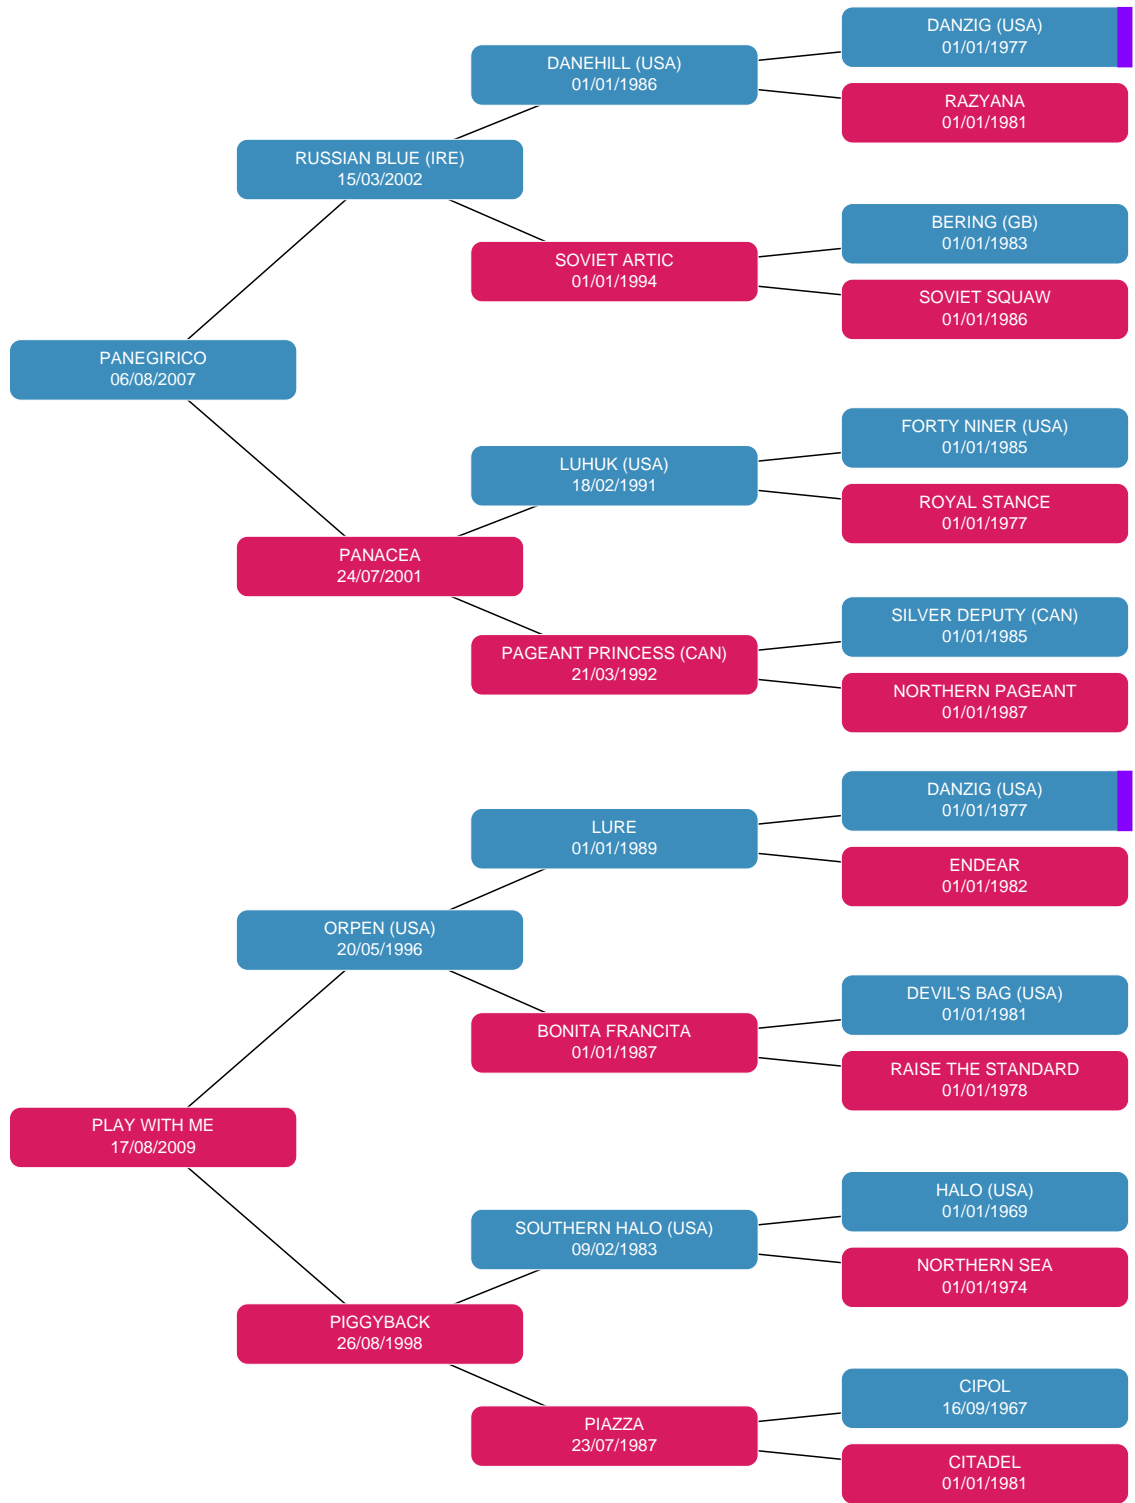 DANZIG (USA)
01/01/1977
DANEHILL (USA)
01/01/1986
RAZYANA
01/01/1981
RUSSIAN BLUE (IRE)
15/03/2002
BERING (GB)
01/01/1983
SOVIET ARTIC
01/01/1994
SOVIET SQUAW
01/01/1986
PANEGIRICO
06/08/2007
FORTY NINER (USA)
01/01/1985
LUHUK (USA)
18/02/1991
ROYAL STANCE
01/01/1977
PANACEA
24/07/2001
SILVER DEPUTY (CAN)
01/01/1985
PAGEANT PRINCESS (CAN)
21/03/1992
NORTHERN PAGEANT
01/01/1987
DANZIG (USA)
01/01/1977
LURE
01/01/1989
ENDEAR
01/01/1982
ORPEN (USA)
20/05/1996
DEVIL'S BAG (USA)
01/01/1981
BONITA FRANCITA
01/01/1987
RAISE THE STANDARD
01/01/1978
PLAY WITH ME
17/08/2009
HALO (USA)
01/01/1969
SOUTHERN HALO (USA)
09/02/1983
NORTHERN SEA
01/01/1974
PIGGYBACK
26/08/1998
CIPOL
16/09/1967
PIAZZA
23/07/1987
CITADEL
01/01/1981